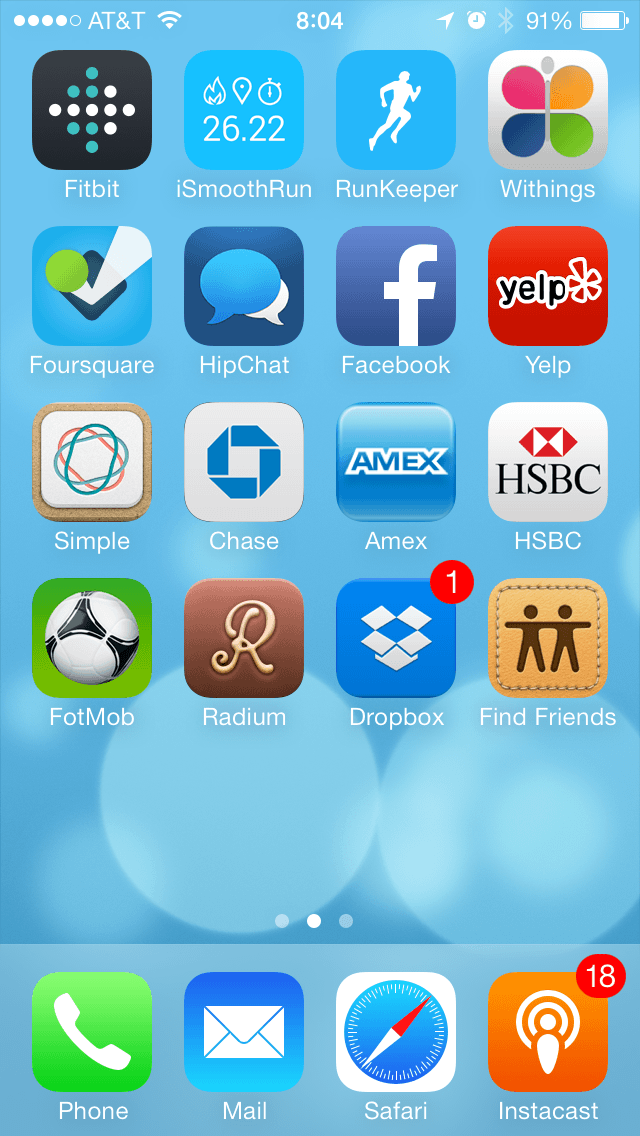 AT&T 8:04 91%
26.22
Fitbit iSmoothRun RunKeeper Withings
yelp
Foursquare HipChat Facebook Yelp
AMEX HSBC
Simple Chase Amex HSBC
1
R
FotMob Radium Dropbox Find Friends
18
Phone Mail Safari Instacast